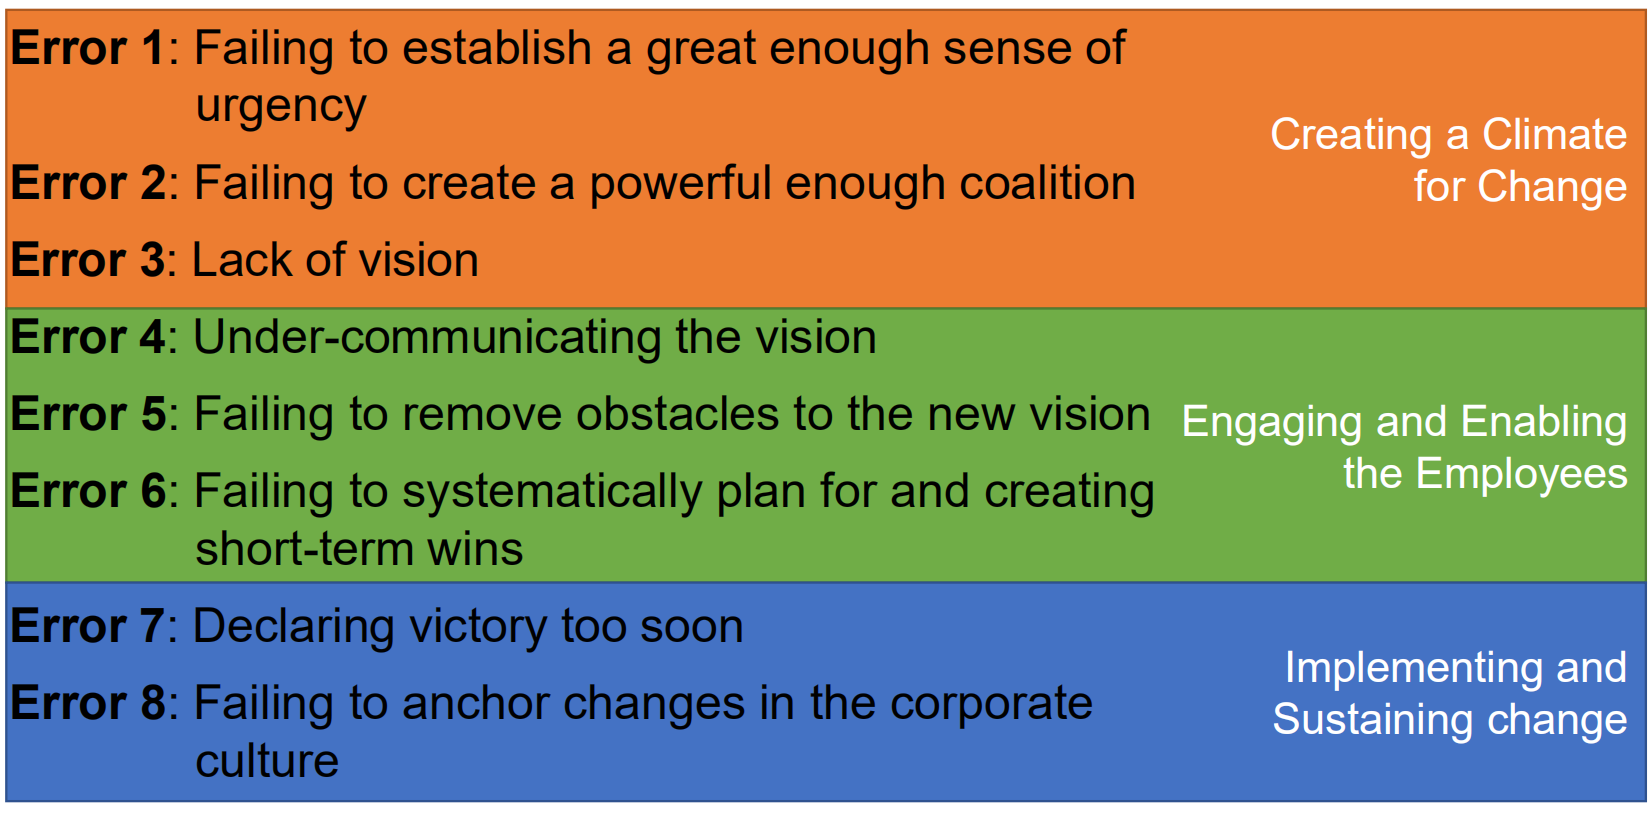 Error 1: Failing to establish a great enough sense of
urgency
Error 2: Failing to create a powerful enough coalition
Error 3: Lack of vision
Creating a Climate
for Change
Error 4: Under-communicating the vision
Error 5: Failing to remove obstacles to the new vision
Error 6: Failing to systematically plan for and creating
short-term wins
Engaging and Enabling
the Employees
Error 7: Declaring victory too soon
Error 8: Failing to anchor changes in the corporate
culture
Implementing and
Sustaining change